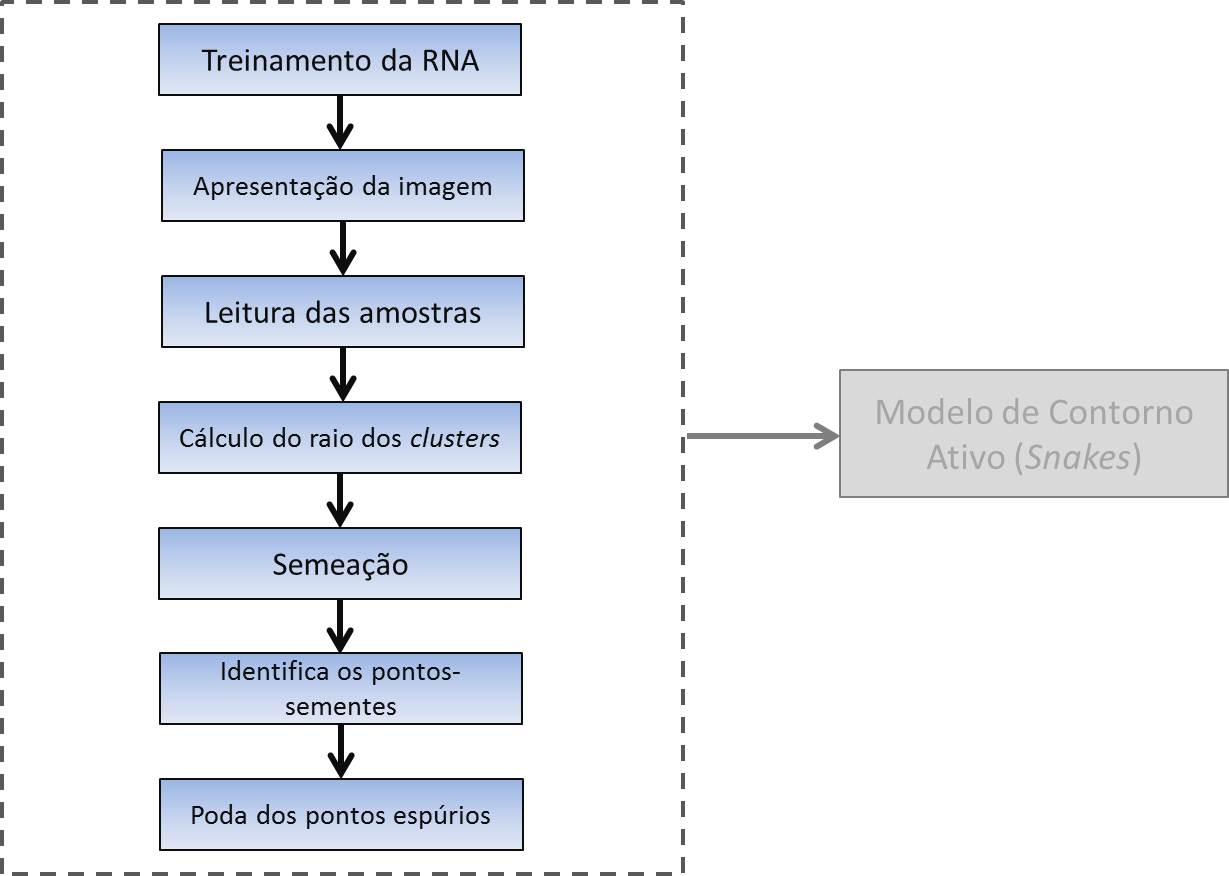 Treinamento da RNA
Apresentação da imagem
Leitura das amostras
Cálculo do raio dos clusters
Semeação
Identifica os pontos-
sementes
Poda dos pontos espúrios
Modelo de Contorno
Ativo (Snakes)